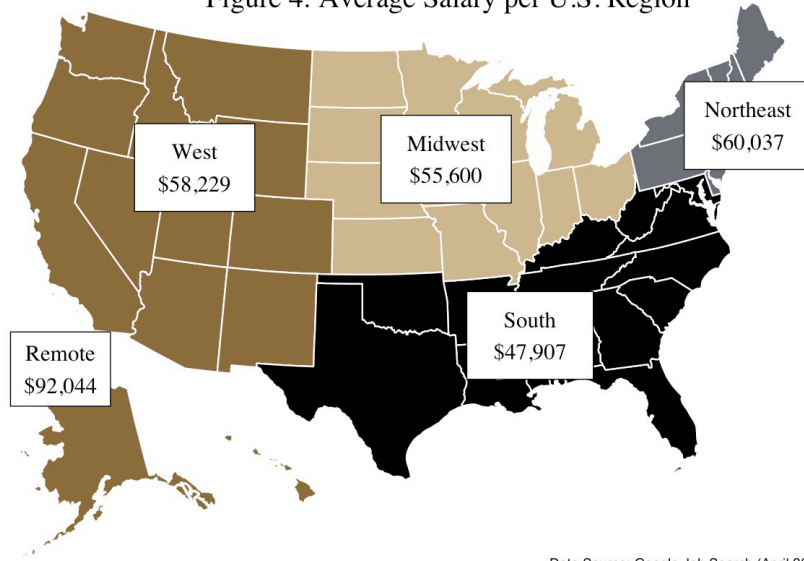 Figure 4: Average Salary per U.S. Region
Northeast
$60,037
West
$58,229
Midwest
$55,600
South
$47,907
Remote
$92,044